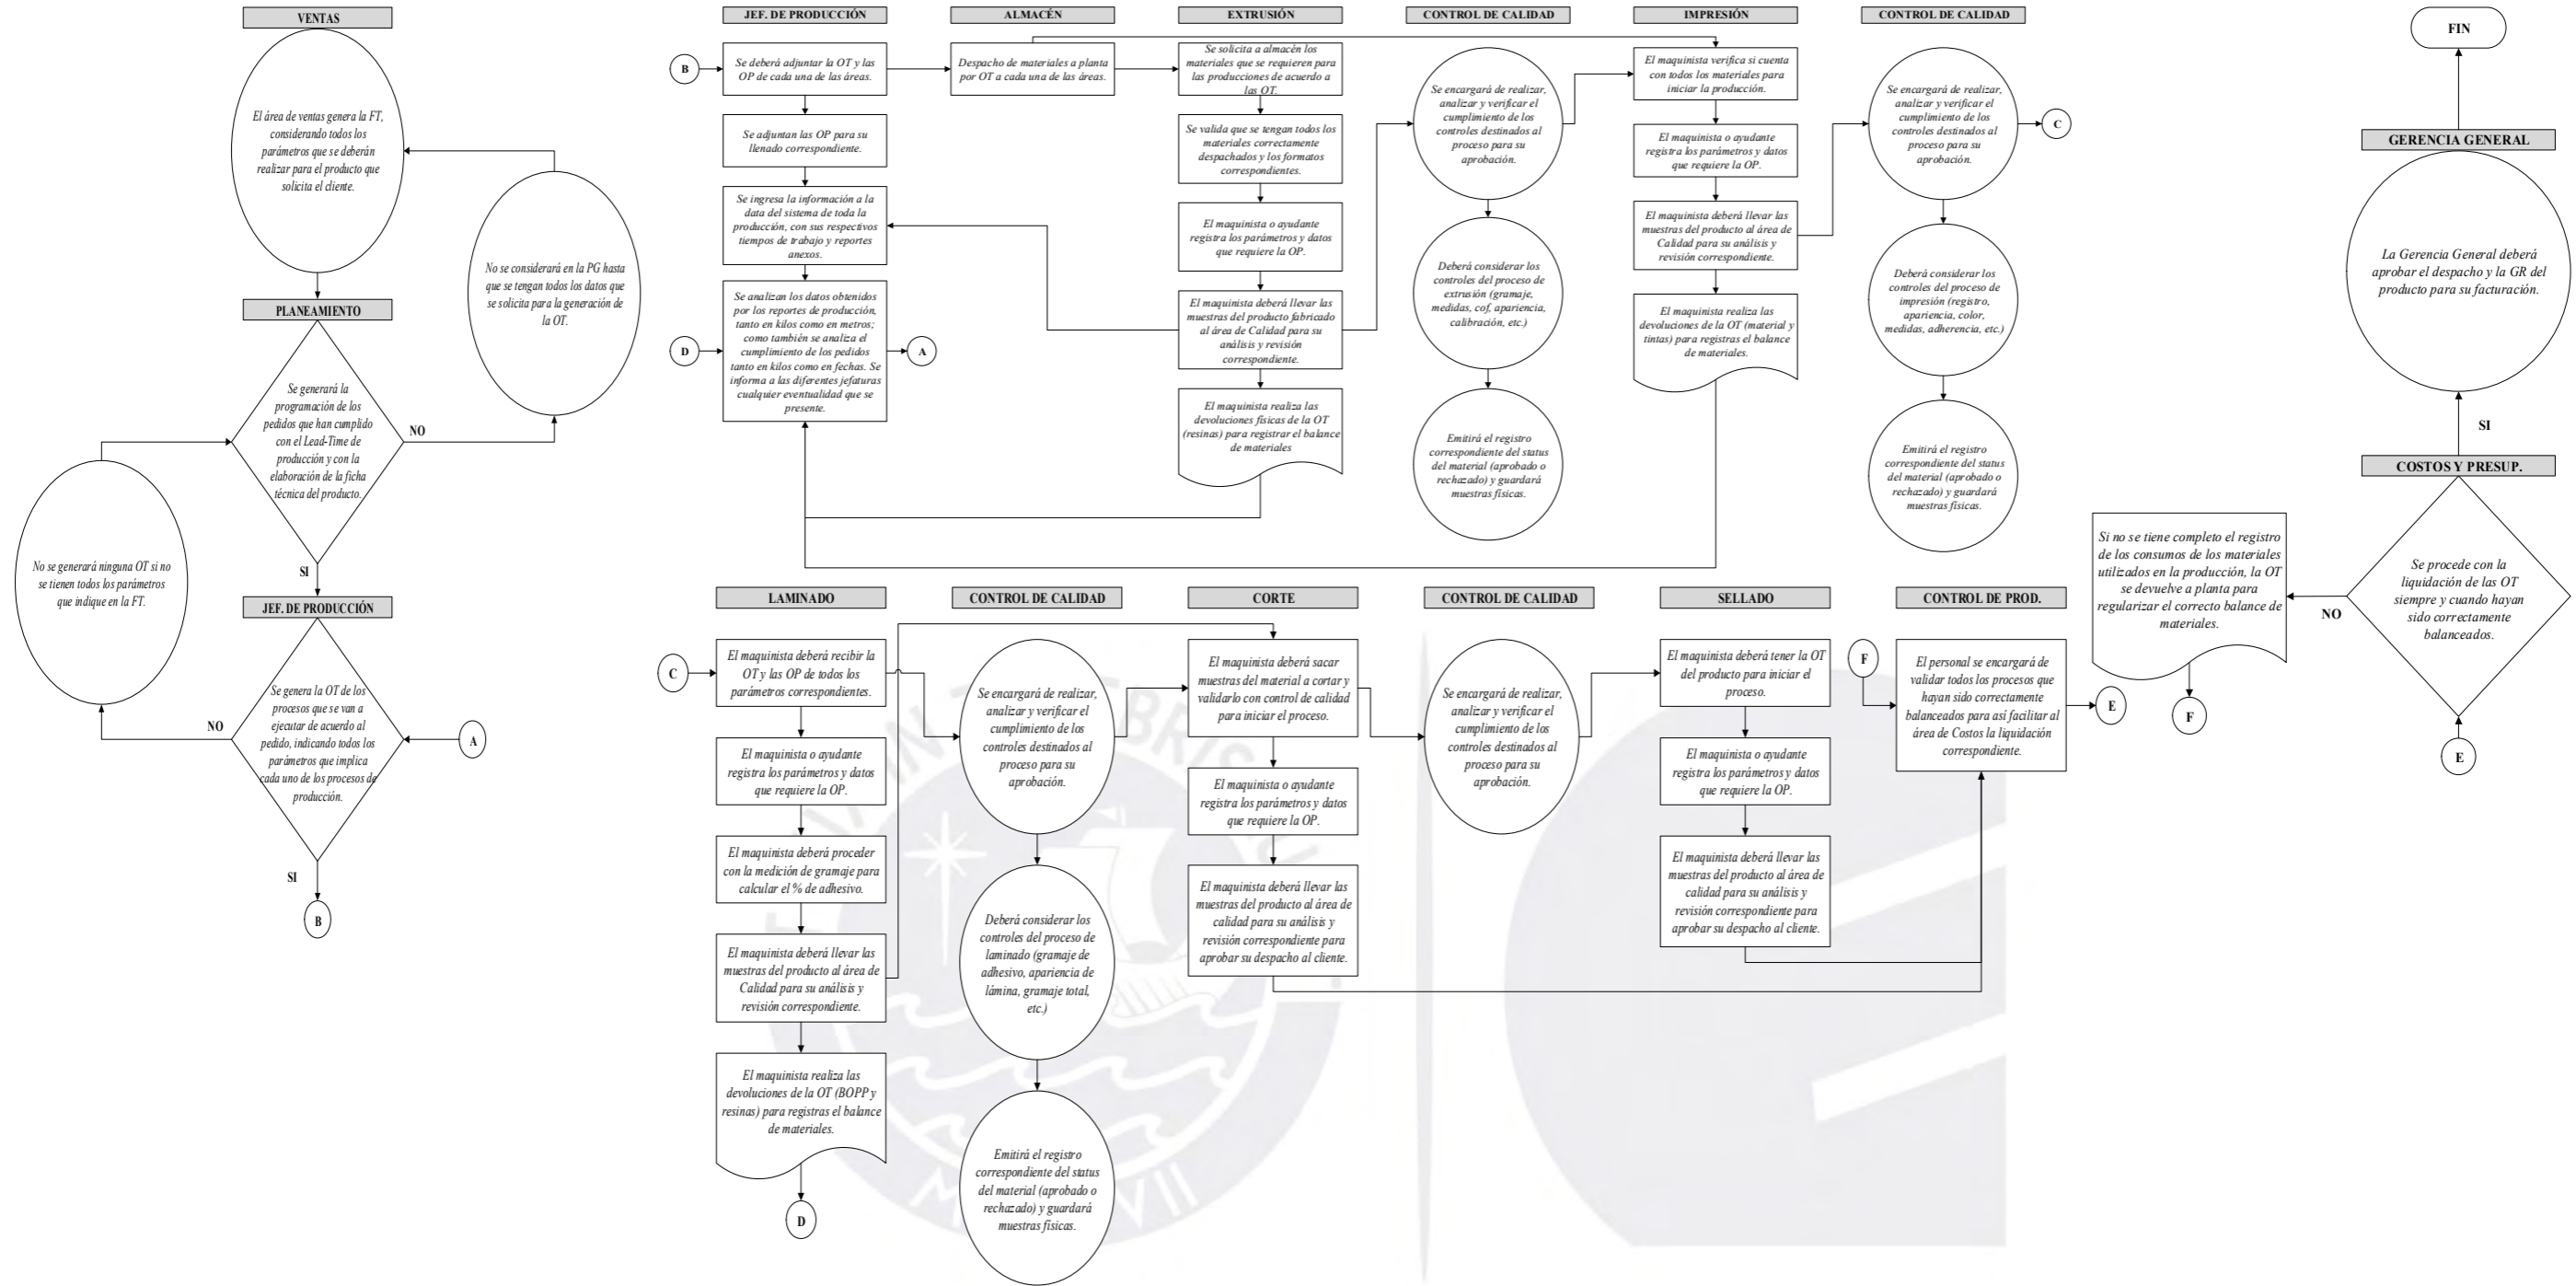 VENTAS
El área de ventas genera la FT,
considerando todos los
parámetros que se deberán
realizar para el producto que
solicita el cliente.
No se considerará en la PG hasta
que se tengan todos los datos que
se solicita para la generación de
la OT.
PLANEAMIENTO
Se generará la
programación de los
pedidos que han cumplido
con el Lead-Time de
producción y con la
elaboración de la ficha
técnica del producto.
NO
SI
No se generará ninguna OT si no
se tienen todos los parámetros
que indique en la FT.
JEF. DE PRODUCCIÓN
Se genera la OT de los
procesos que se van a
ejecutar de acuerdo al
pedido, indicando todos los
parámetros que implica
cada uno de los procesos de
producción.
NO
A
SI
B
JEF. DE PRODUCCIÓN
B
Se deberá adjuntar la OT y las
OP de cada una de las áreas.
Se adjuntan las OP para su
llenado correspondiente.
Se ingresa la información a la
data del sistema de toda la
producción, con sus respectivos
tiempos de trabajo y reportes
anexos.
Se analizan los datos obtenidos
por los reportes de producción,
tanto en kilos como en metros;
como también se analiza el
cumplimiento de los pedidos
tanto en kilos como en fechas. Se
informa a las diferentes jefaturas
cualquier eventualidad que se
presente.
D
A
ALMACÉN
Despacho de materiales a planta
por OT a cada una de las áreas.
EXTRUSIÓN
Se solicita a almacén los
materiales que se requieren para
las producciones de acuerdo a
las OT.
Se valida que se tengan todos los
materiales correctamente
despachados y los formatos
correspondientes.
El maquinista o ayudante
registra los parámetros y datos
que requiere la OP.
El maquinista deberá llevar las
muestras del producto fabricado
al área de Calidad para su
análisis y revisión
correspondiente.
El maquinista realiza las
devoluciones físicas de la OT
(resinas) para registrar el balance
de materiales
CONTROL DE CALIDAD
Se encargará de realizar,
analizar y verificar el
cumplimiento de los
controles destinados al
proceso para su
aprobación.
Deberá considerar los
controles del proceso de
extrusión (gramaje,
medidas, cof, apariencia,
calibración, etc.)
Emitirá el registro
correspondiente del status
del material (aprobado o
rechazado) y guardará
muestras físicas.
IMPRESIÓN
El maquinista verifica si cuenta
con todos los materiales para
iniciar la producción.
El maquinista o ayudante
registra los parámetros y datos
que requiere la OP.
El maquinista deberá llevar las
muestras del producto al área de
Calidad para su análisis y
revisión correspondiente.
El maquinista realiza las
devoluciones de la OT (material y
tintas) para registras el balance
de materiales.
CONTROL DE CALIDAD
Se encargará de realizar,
analizar y verificar el
cumplimiento de los
controles destinados al
proceso para su
aprobación.
C
Deberá considerar los
controles del proceso de
impresión (registro,
apariencia, color,
medidas, adherencia, etc.)
Emitirá el registro
correspondiente del status
del material (aprobado o
rechazado) y guardará
muestras físicas.
LAMINADO
C
El maquinista deberá recibir la
OT y las OP de todos los
parámetros correspondientes.
El maquinista o ayudante
registra los parámetros y datos
que requiere la OP.
El maquinista deberá proceder
con la medición de gramaje para
calcular el % de adhesivo.
El maquinista deberá llevar las
muestras del producto al área de
Calidad para su análisis y
revisión correspondiente.
El maquinista realiza las
devoluciones de la OT (BOPP y
resinas) para registras el balance
de materiales.
D
CONTROL DE CALIDAD
Se encargará de realizar,
analizar y verificar el
cumplimiento de los
controles destinados al
proceso para su
aprobación.
Deberá considerar los
controles del proceso de
laminado (gramaje de
adhesivo, apariencia de
lámina, gramaje total,
etc.)
Emitirá el registro
correspondiente del status
del material (aprobado o
rechazado) y guardará
muestras físicas.
CORTE
El maquinista deberá sacar
muestras del material a cortar y
validarlo con control de calidad
para iniciar el proceso.
El maquinista o ayudante
registra los parámetros y datos
que requiere la OP.
El maquinista deberá llevar las
muestras del producto al área de
calidad para su análisis y
revisión correspondiente para
aprobar su despacho al cliente.
CONTROL DE CALIDAD
Se encargará de realizar,
analizar y verificar el
cumplimiento de los
controles destinados al
proceso para su
aprobación.
SELLADO
El maquinista deberá tener la OT
del producto para iniciar el
proceso.
El maquinista o ayudante
registra los parámetros y datos
que requiere la OP.
El maquinista deberá llevar las
muestras del producto al área de
calidad para su análisis y
revisión correspondiente para
aprobar su despacho al cliente.
CONTROL DE PROD.
F
El personal se encargará de
validar todos los procesos que
hayan sido correctamente
balanceados para así facilitar al
área de Costos la liquidación
correspondiente.
E
FIN
GERENCIA GENERAL
La Gerencia General deberá
aprobar el despacho y la GR del
producto para su facturación.
SI
COSTOS Y PRESUP.
Se procede con la
liquidación de las OT
siempre y cuando hayan
sido correctamente
balanceados.
NO
Si no se tiene completo el registro
de los consumos de los materiales
utilizados en la producción, la OT
se devuelve a planta para
regularizar el correcto balance de
materiales.
F
E